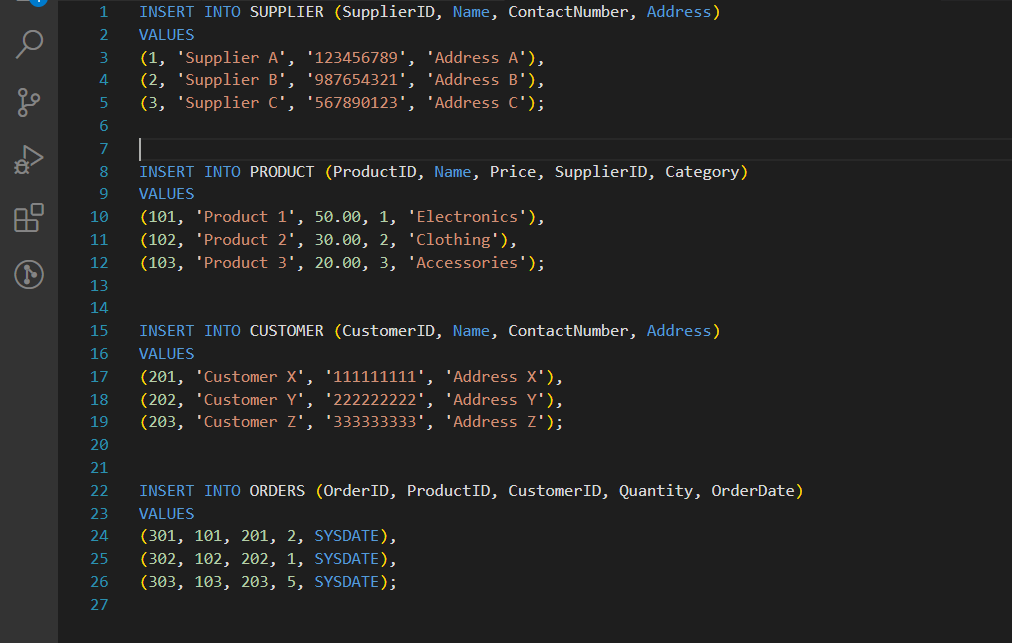 1 INSERT INTO SUPPLIER (SupplierID, Name, ContactNumber, Address)
2 VALUES
3 (1, 'Supplier A', '123456789', 'Address A'),
4 (2, 'Supplier B', '987654321', 'Address B'),
5 (3, 'Supplier C', '567890123', 'Address C');
6
7
8 INSERT INTO PRODUCT (ProductID, Name, Price, SupplierID, Category)
9 VALUES
10 (101, 'Product 1', 50.00, 1, 'Electronics'),
11 (102, 'Product 2', 30.00, 2, 'Clothing'),
12 (103, 'Product 3', 20.00, 3, 'Accessories');
13
14
15 INSERT INTO CUSTOMER (CustomerID, Name, ContactNumber, Address)
16 VALUES
17 (201, 'Customer X', '111111111', 'Address X'),
18 (202, 'Customer Y', '222222222', 'Address Y'),
19 (203, 'Customer Z', '333333333', 'Address Z');
20
21
22 INSERT INTO ORDERS (OrderID, ProductID, CustomerID, Quantity, OrderDate)
23 VALUES
24 (301, 101, 201, 2, SYSDATE),
25 (302, 102, 202, 1, SYSDATE),
26 (303, 103, 203, 5, SYSDATE);
27